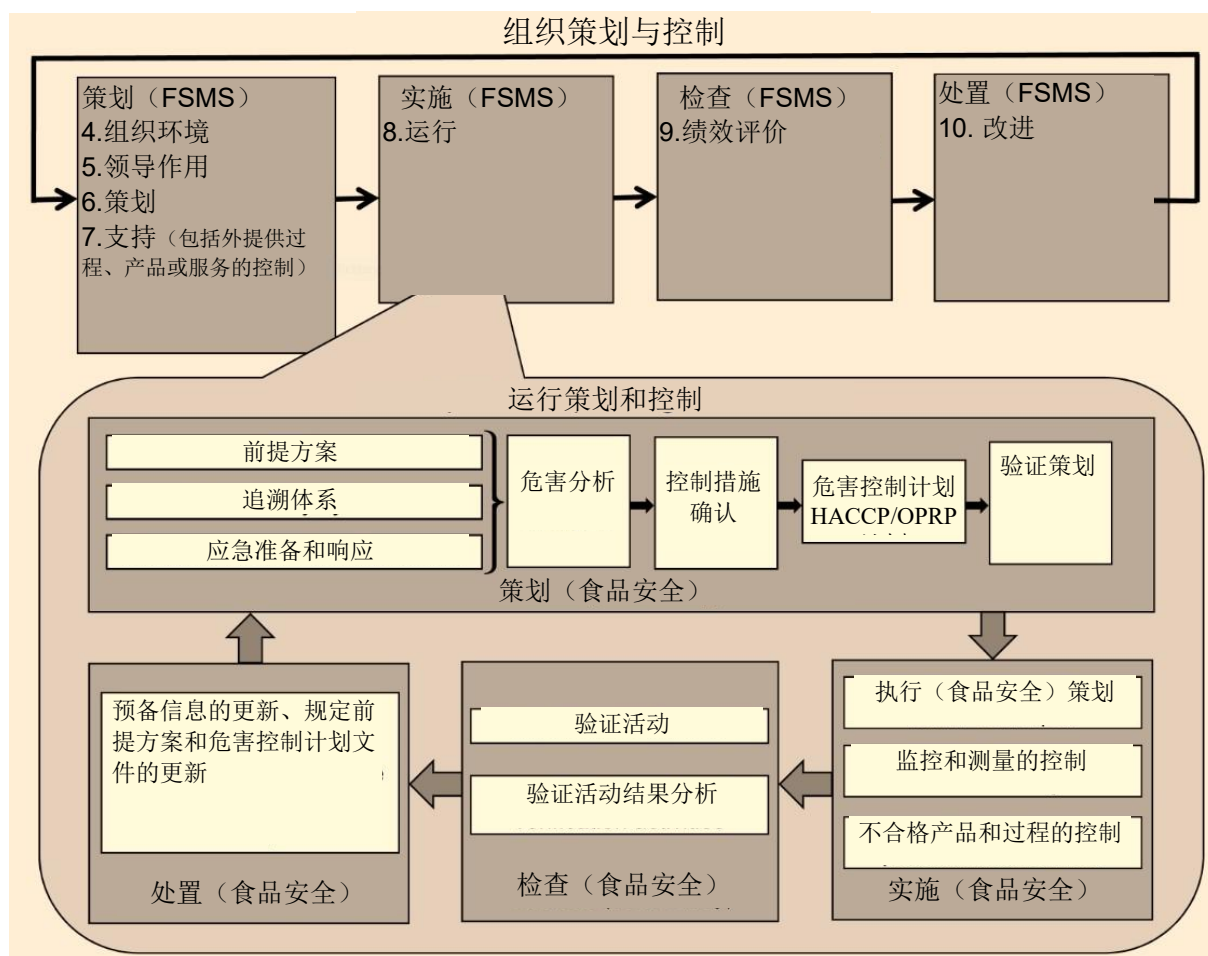 组织策划与控制
策划（FSMS）
4.组织环境
5.领导作用
6.策划
7.支持（包括外提供过
程、产品或服务的控制）
实施（FSMS）
8.运行
检查（FSMS）
9.绩效评价
处置（FSMS）
10. 改进
运行策划和控制
前提方案
追溯体系
应急准备和响应
危害分析
控制措施
确认
危害控制计划
HACCP/OPRP
验证策划
策划（食品安全）
执行（食品安全）策划
监控和测量的控制
不合格产品和过程的控制
实施（食品安全）
验证活动
验证活动结果分析
检查（食品安全）
预备信息的更新、规定前
提方案和危害控制计划文
件的更新
处置（食品安全）